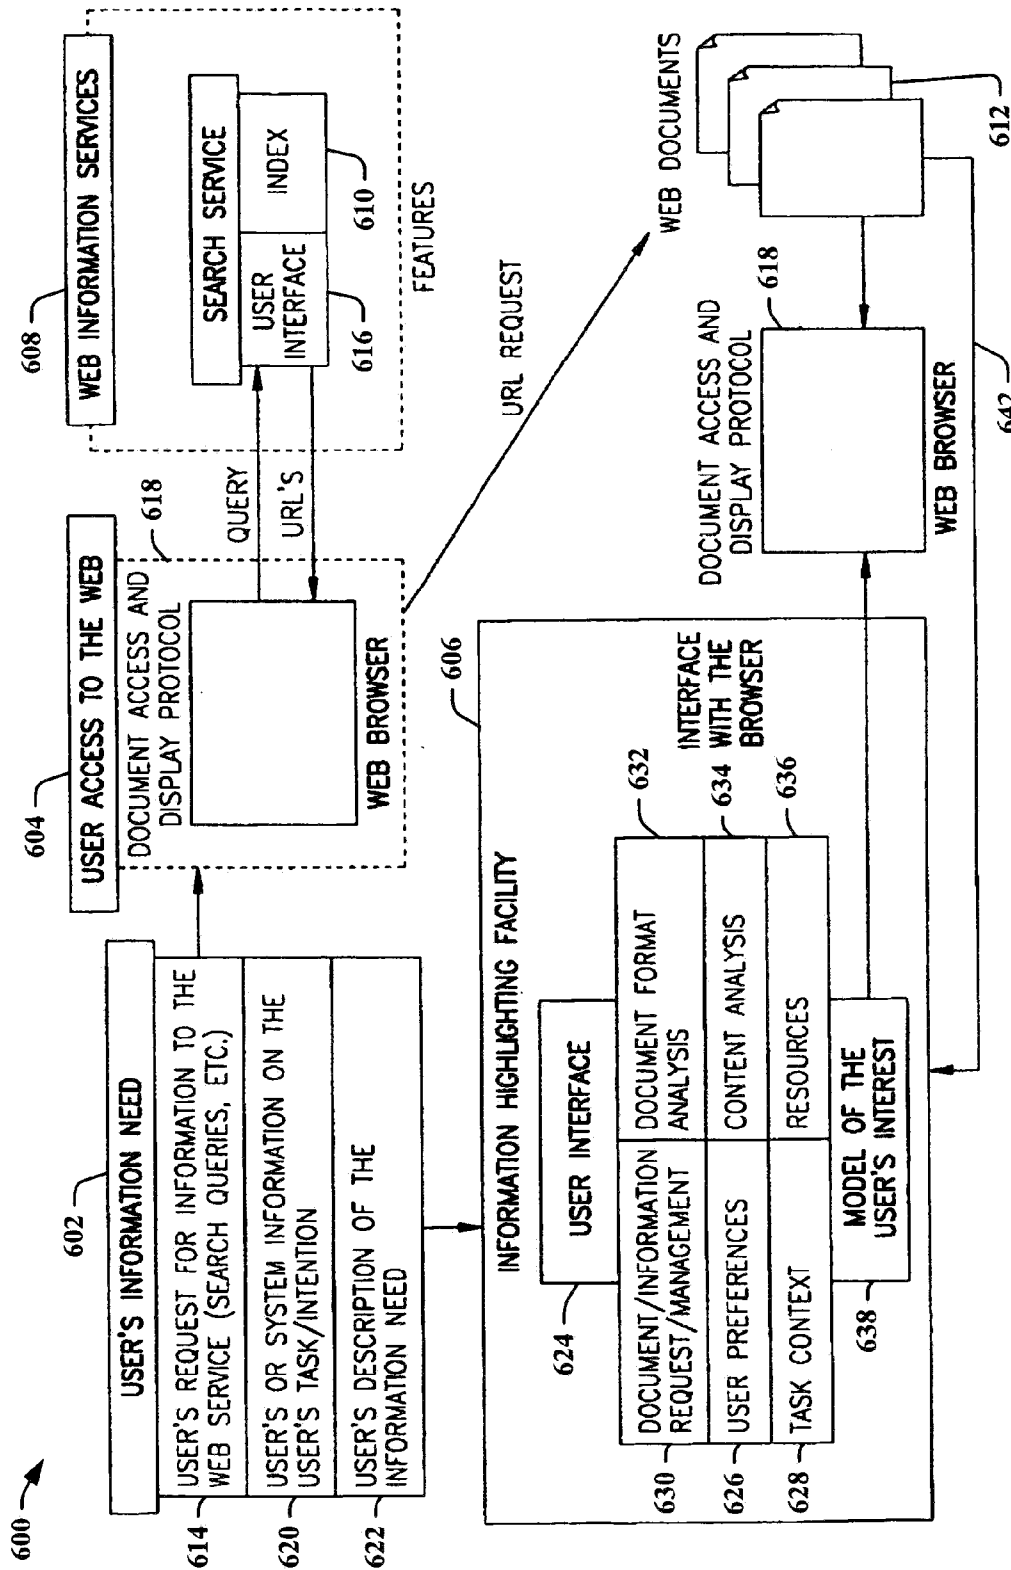 600
602
USER'S INFORMATION NEED
614
USER'S REQUEST FOR INFORMATION TO THE
WEB SERVICE (SEARCH QUERIES, ETC.)
620
USER'S OR SYSTEM INFORMATION ON THE
USER'S TASK/INTENTION
622
USER'S DESCRIPTION OF THE
INFORMATION NEED
604
USER ACCESS TO THE WEB
DOCUMENT ACCESS AND
DISPLAY PROTOCOL
618
WEB BROWSER
QUERY
URL'S
608
WEB INFORMATION SERVICES
SEARCH SERVICE
USER
INTERFACE
INDEX
616
610
FEATURES
URL REQUEST
606
INFORMATION HIGHLIGHTING FACILITY
624
USER INTERFACE
630
DOCUMENT/INFORMATION
REQUEST/MANAGEMENT
DOCUMENT FORMAT
ANALYSIS
632
626
USER PREFERENCES
CONTENT ANALYSIS
634
628
TASK CONTEXT
RESOURCES
636
638
MODEL OF THE
USER'S INTEREST
INTERFACE
WITH THE
BROWSER
DOCUMENT ACCESS AND
DISPLAY PROTOCOL
618
WEB BROWSER
WEB DOCUMENTS
612
642